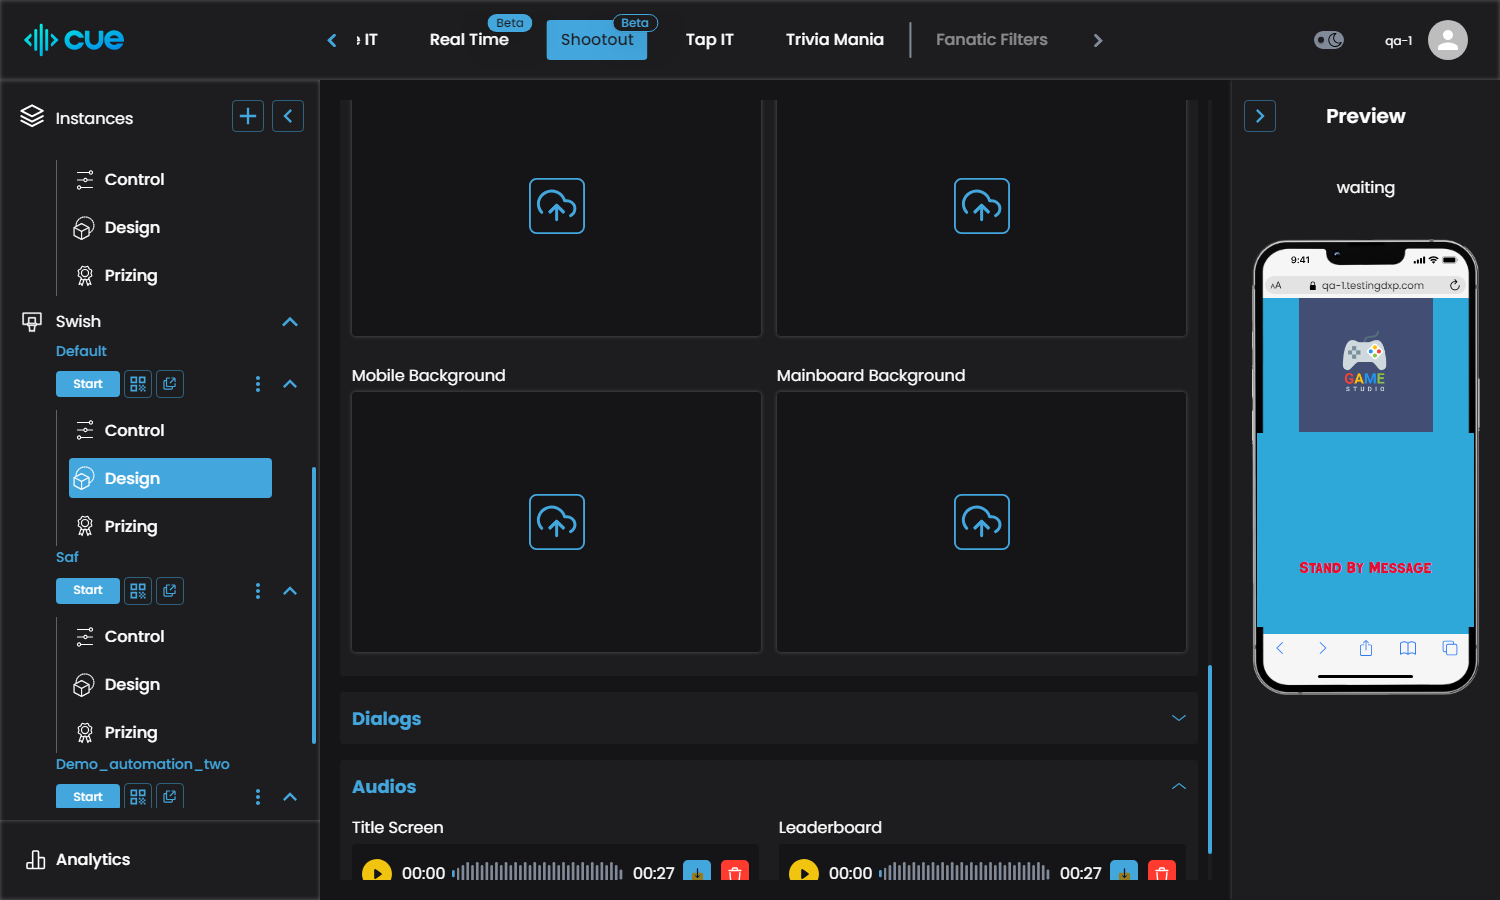 cue
IT
Real Time
Beta
Shootout
Beta
Tap IT
Trivia Mania
Fanatic Filters
qa-1
Instances
Control
Design
Prizing
Swish
Default
Start
Control
Design
Prizing
Saf
Start
Control
Design
Prizing
Demo_automation_two
Start
Analytics
Mobile Background
Mainboard Background
Dialogs
Audios
Title Screen
Leaderboard
00:00
00:27
00:00
00:27
Preview
waiting
9:41
AA
qa-1.testingdxp.com
GAME
STUDIO
Stand By Message